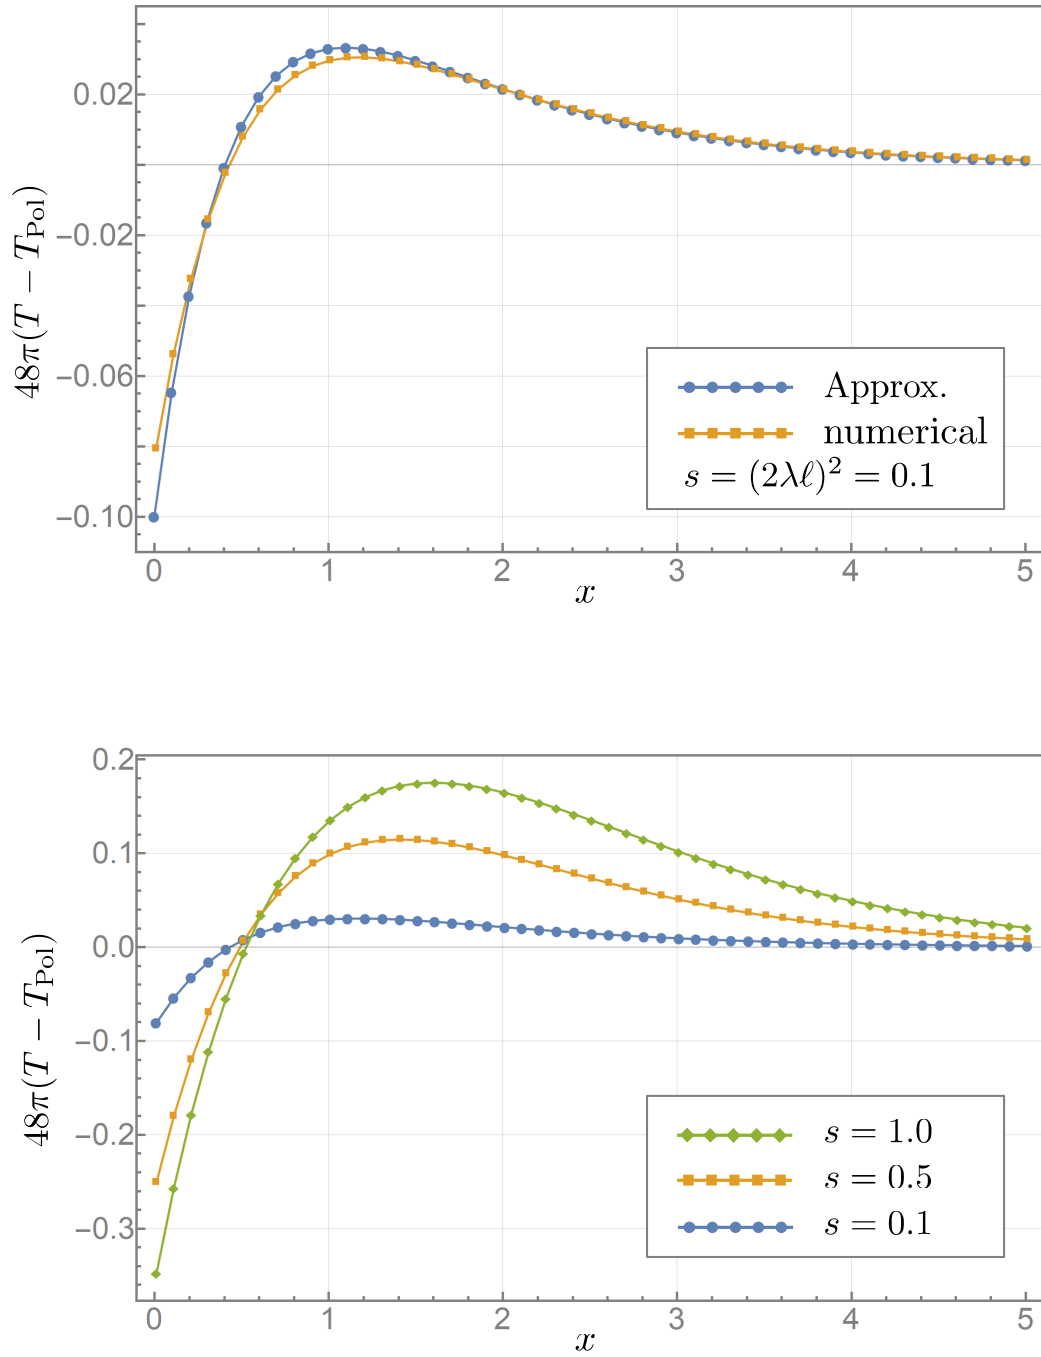 48π(T − T_Pol)
0.02
−0.02
−0.06
−0.10
Approx.
numerical
s = (2λℓ)² = 0.1
0 1 2 3 4 5
x
48π(T − T_Pol)
0.2
0.1
0.0
−0.1
−0.2
−0.3
s = 1.0
s = 0.5
s = 0.1
0 1 2 3 4 5
x